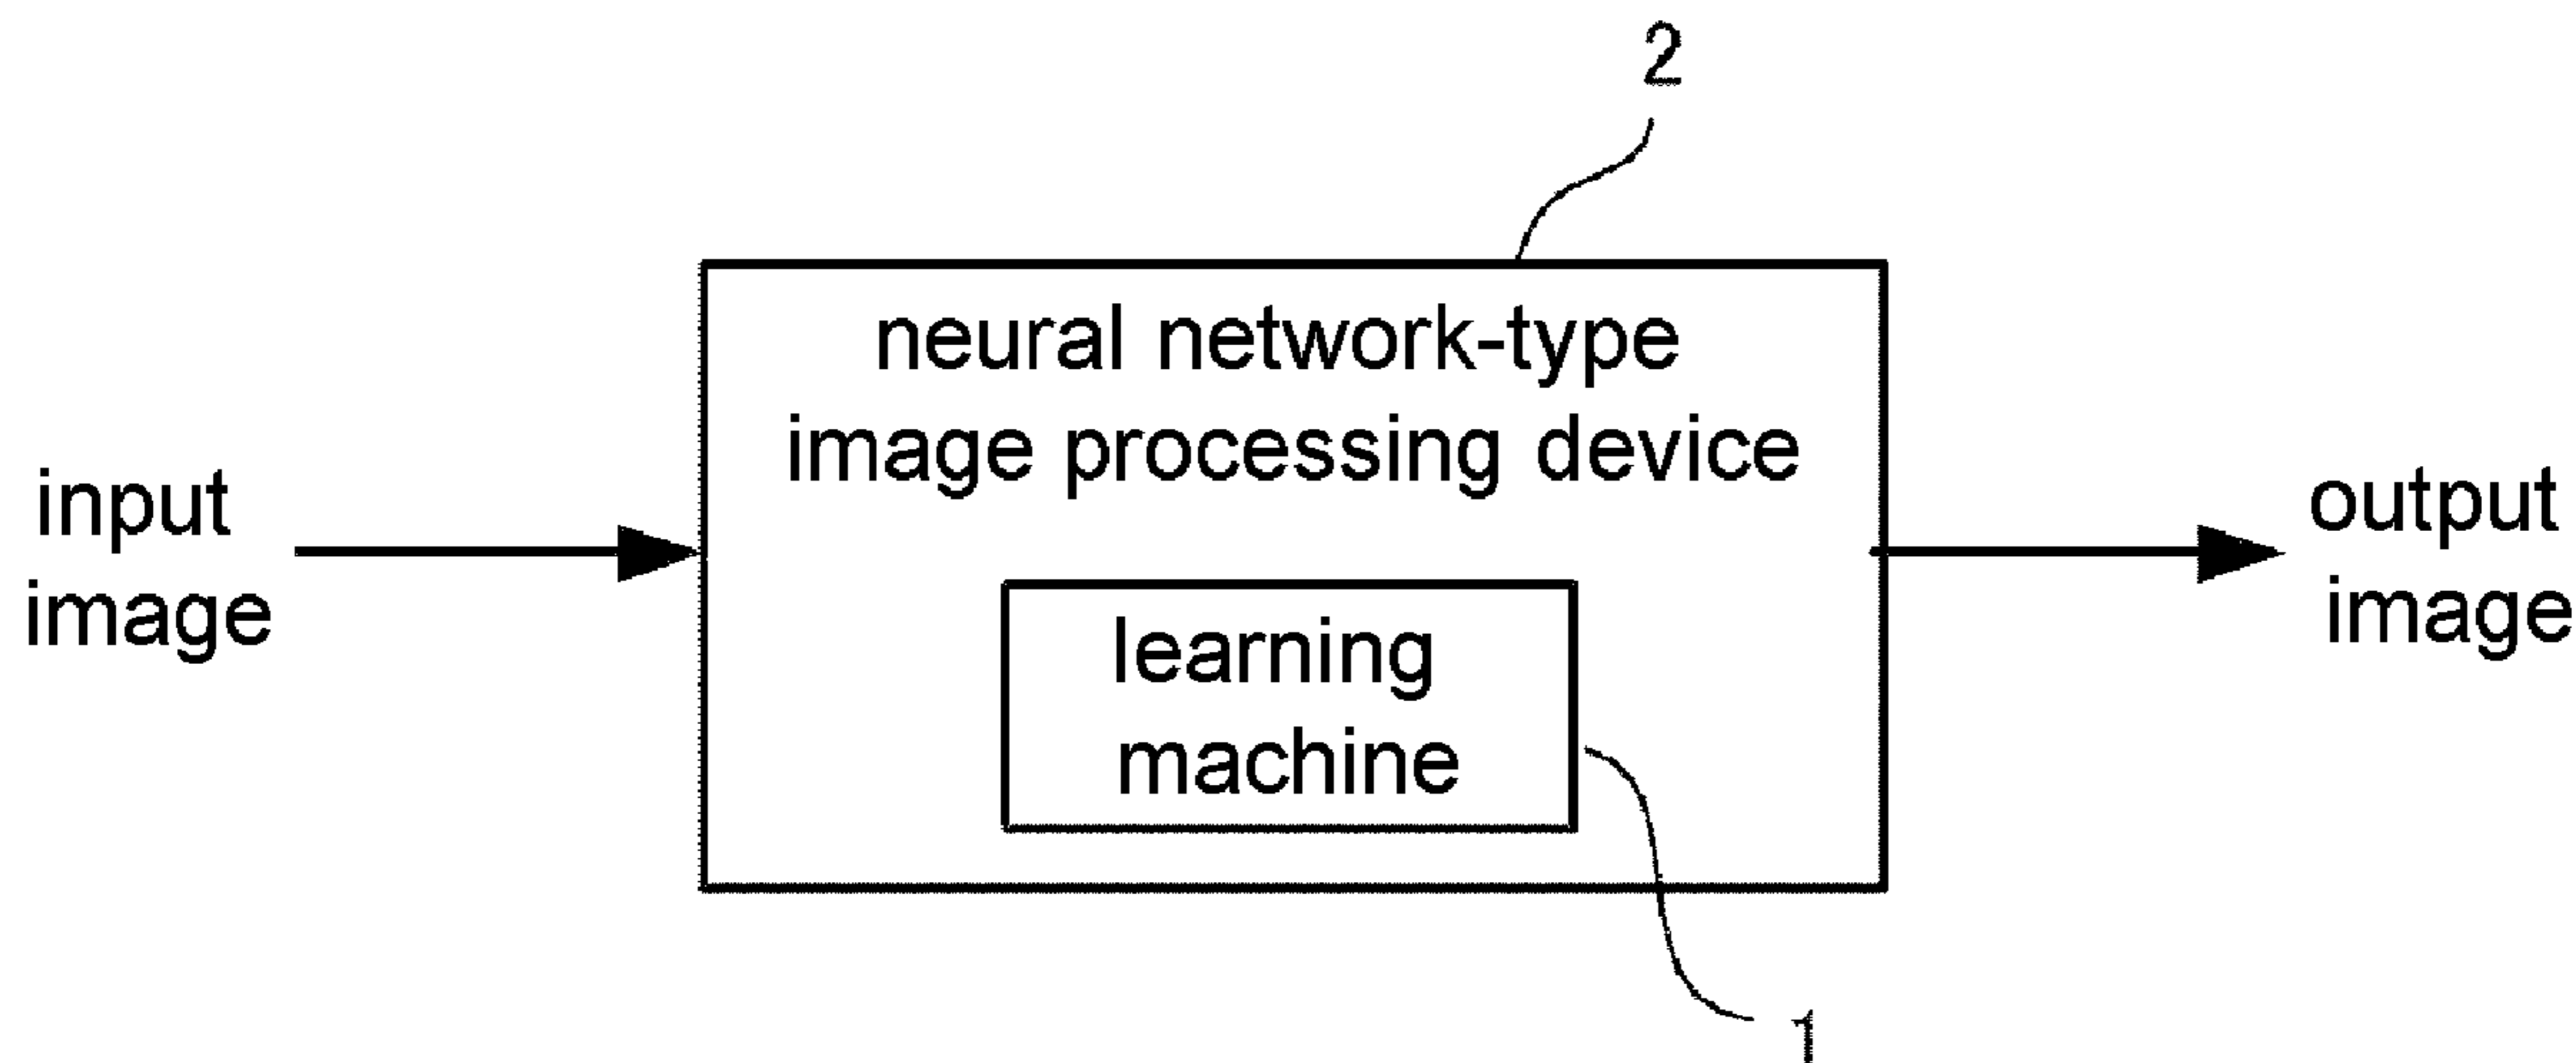 2
neural network-type
image processing device
input
image
output
image
learning
machine
1